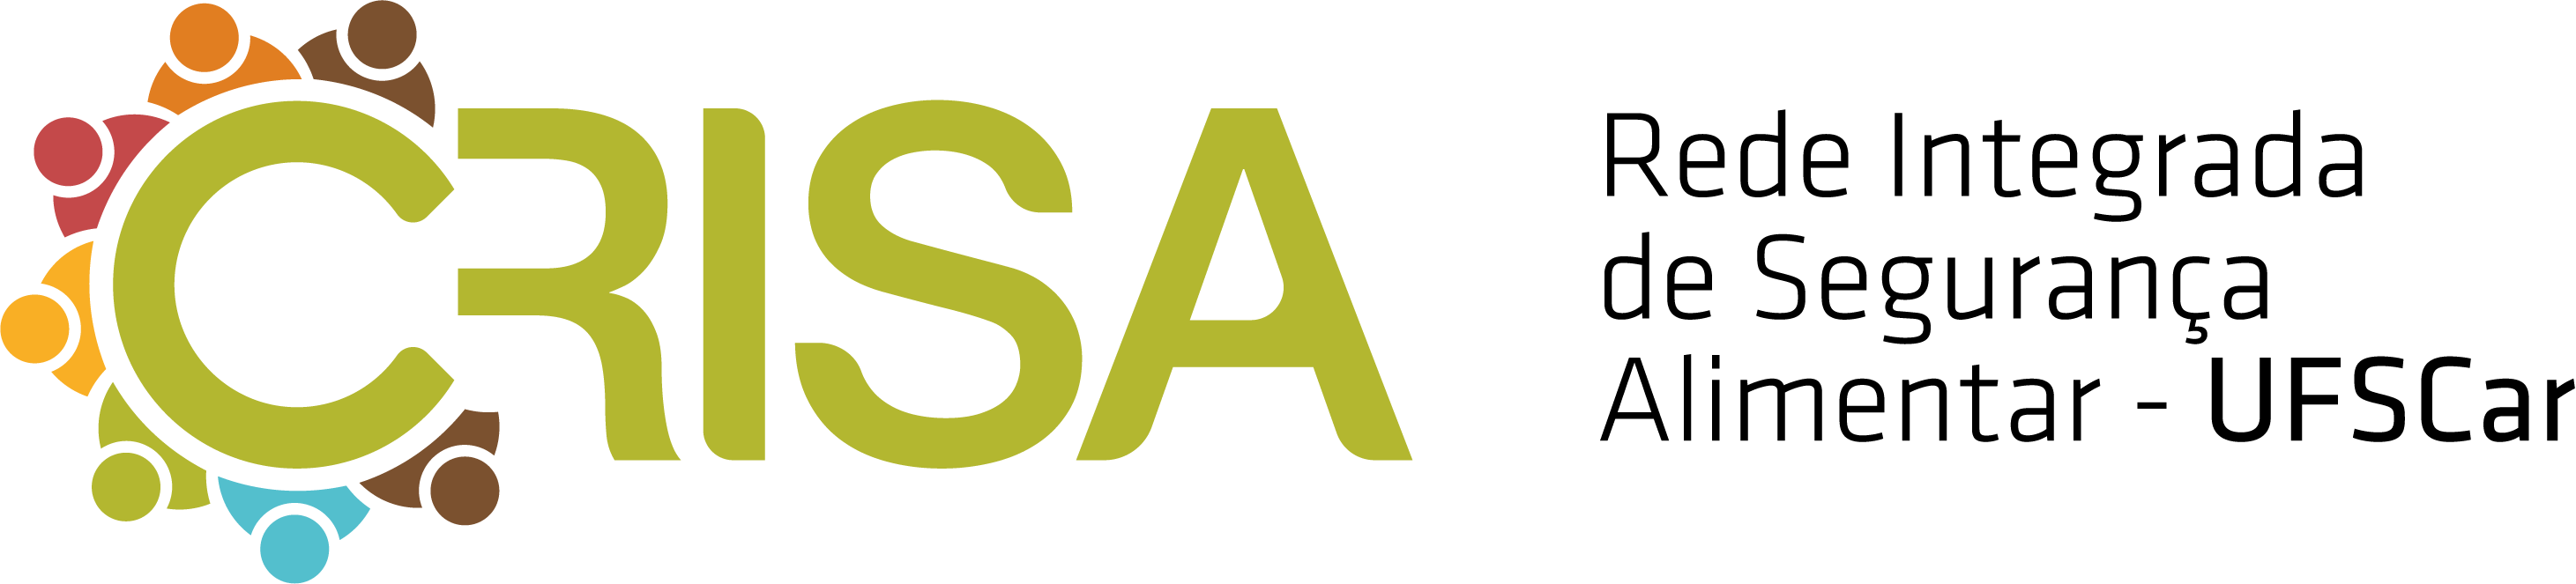 CRISA
Rede Integrada
de Segurança
Alimentar - UFSCar